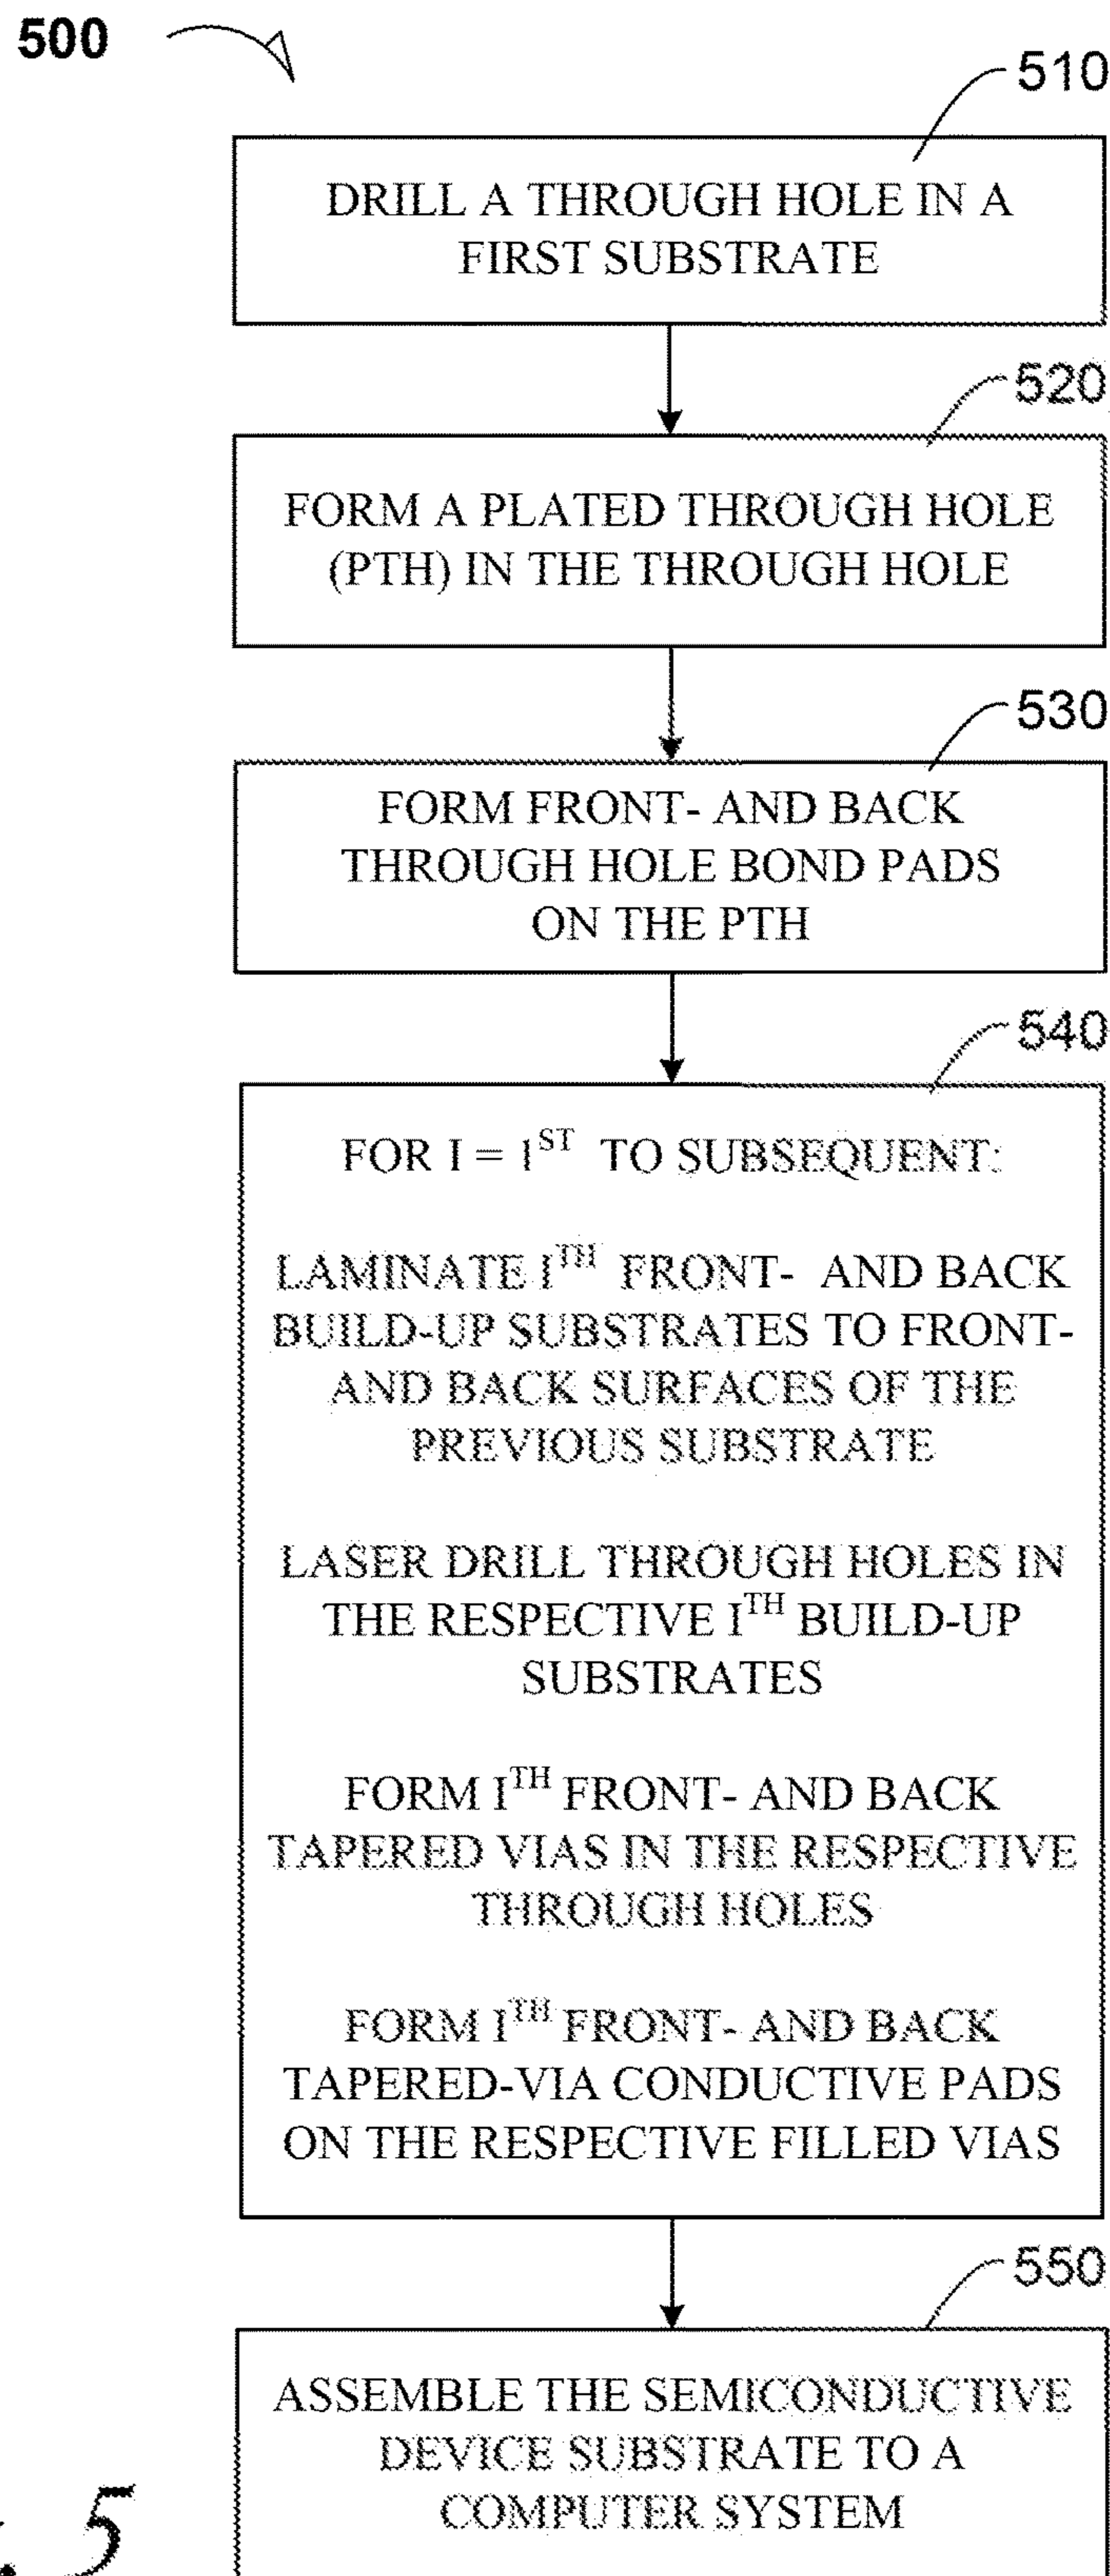 500
510
DRILL A THROUGH HOLE IN A
FIRST SUBSTRATE
520
FORM A PLATED THROUGH HOLE
(PTH) IN THE THROUGH HOLE
530
FORM FRONT- AND BACK
THROUGH HOLE BOND PADS
ON THE PTH
540
FOR I = 1ST TO SUBSEQUENT:
LAMINATE ITH FRONT- AND BACK
BUILD-UP SUBSTRATES TO FRONT-
AND BACK SURFACES OF THE
PREVIOUS SUBSTRATE
LASER DRILL THROUGH HOLES IN
THE RESPECTIVE ITH BUILD-UP
SUBSTRATES
FORM ITH FRONT- AND BACK
TAPERED VIAS IN THE RESPECTIVE
THROUGH HOLES
FORM ITH FRONT- AND BACK
TAPERED-VIA CONDUCTIVE PADS
ON THE RESPECTIVE FILLED VIAS
550
ASSEMBLE THE SEMICONDUCTIVE
DEVICE SUBSTRATE TO A
COMPUTER SYSTEM
. 5